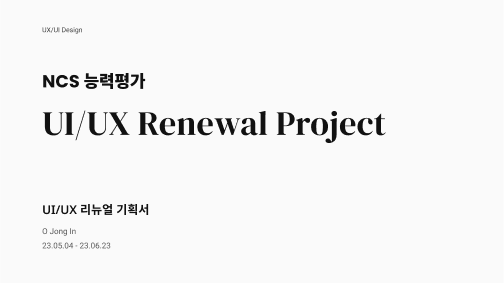 UX/UI Design
NCS 능력평가
UI/UX Renewal Project
UI/UX 리뉴얼 기획서
O Jong In
23.05.04 - 23.06.23